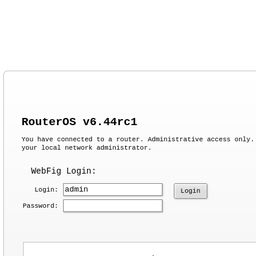 RouterOS v6.44rc1
You have connected to a router. Administrative access only.
your local network administrator.
WebFig Login:
Login: admin Login
Password: